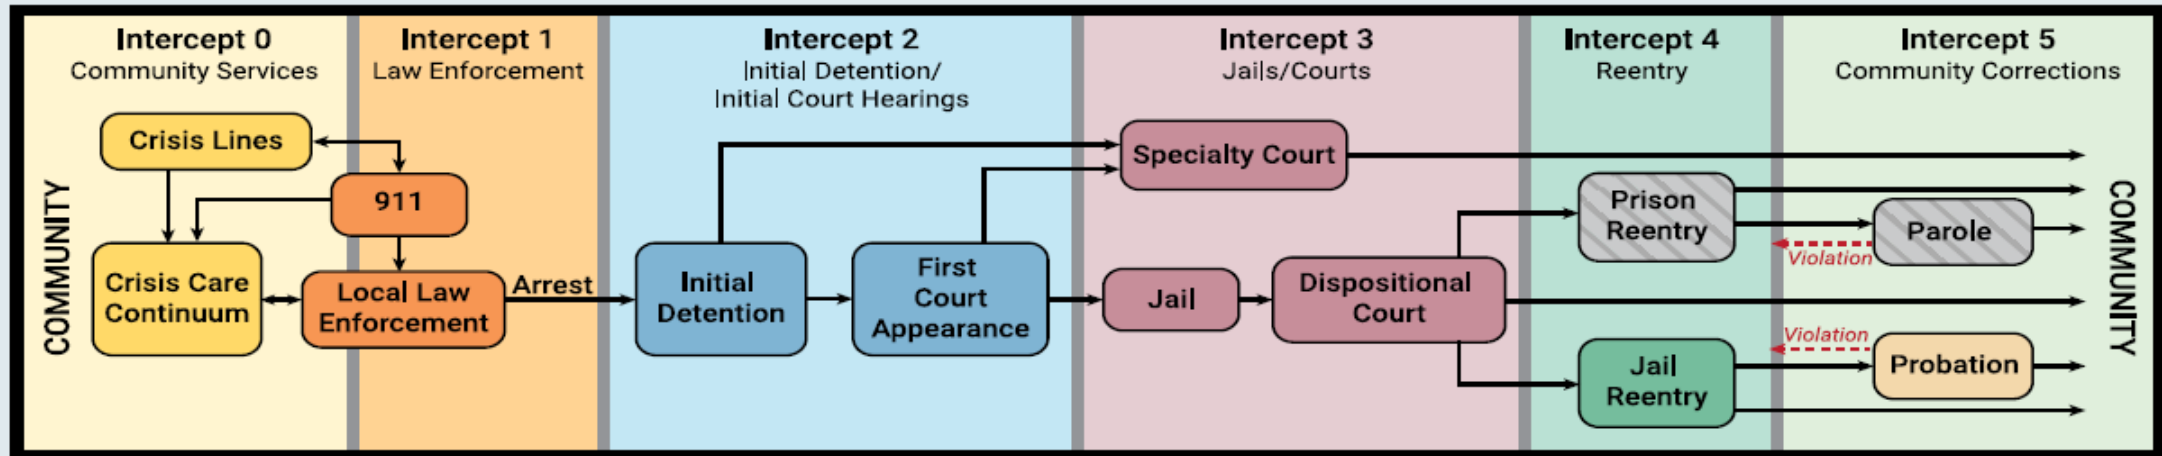 Intercept 0
Community Services
Intercept 1
Law Enforcement
Intercept 2
Initial Detention/
Initial Court Hearings
Intercept 3
Jails/Courts
Intercept 4
Reentry
Intercept 5
Community Corrections
COMMUNITY
Crisis Lines
911
Crisis Care
Continuum
Local Law
Enforcement
Arrest
Initial
Detention
First
Court
Appearance
Specialty Court
Jail
Dispositional
Court
Prison
Reentry
Parole
Violation
Jail
Reentry
Violation
Probation
COMMUNITY